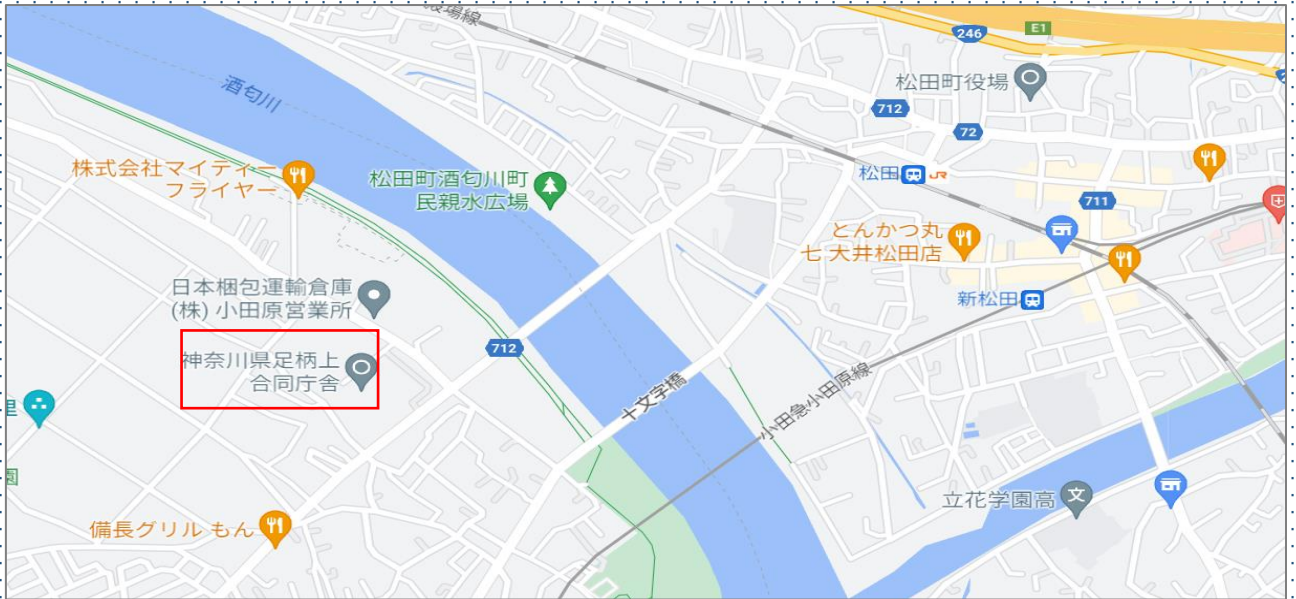 殿場線
246
E1
松田町役場
712
72
酒匂川
株式会社マイティー
フライヤー
松田町酒匂川町
民親水広場
松田
JR
711
とんかつ丸
七 大井松田店
日本梱包運輸倉庫
(株) 小田原営業所
新松田
712
神奈川県足柄上
合同庁舎
十文字橋
小田急小田原線
里
園
立花学園高
文
備長グリル もん